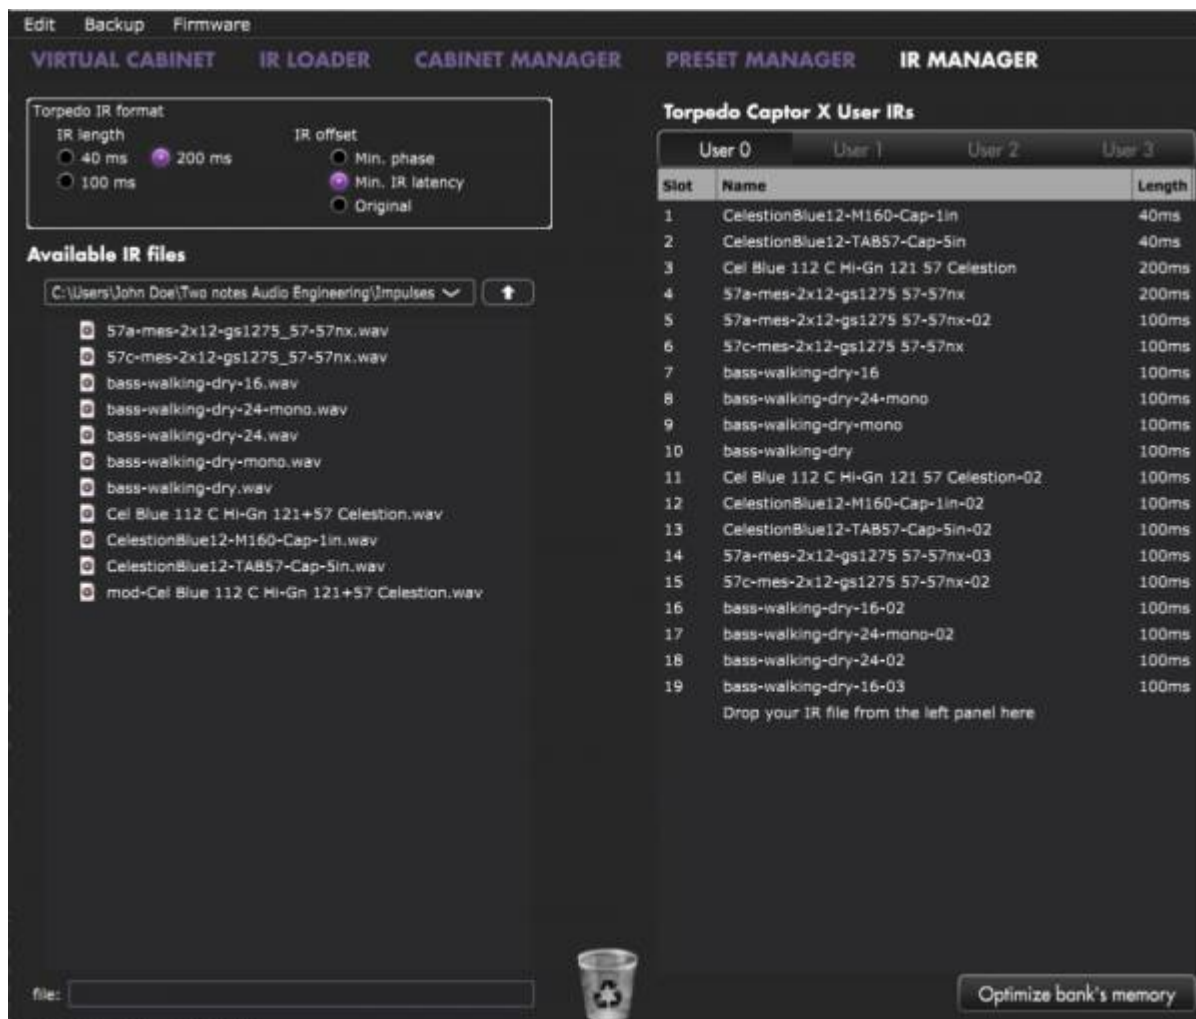 Edit Backup Firmware
VIRTUAL CABINET IR LOADER CABINET MANAGER PRESET MANAGER IR MANAGER
Torpedo IR format
IR length IR offset
40 ms 200 ms Min. phase
100 ms Min. IR latency
Original
Available IR files
C:\Users\John Doe\Two notes Audio Engineering\Impulses
57a-mes-2x12-gs1275_57-57nx.wav
57c-mes-2x12-gs1275_57-57nx.wav
bass-walking-dry-16.wav
bass-walking-dry-24-mono.wav
bass-walking-dry-24.wav
bass-walking-dry-mono.wav
bass-walking-dry.wav
Cel Blue 112 C Hi-Gn 121+57 Celestion.wav
CelestionBlue12-M160-Cap-1in.wav
CelestionBlue12-TAB57-Cap-5in.wav
mod-Cel Blue 112 C Hi-Gn 121+57 Celestion.wav
file:
Torpedo Captor X User IRs
User 0 User 1 User 2 User 3
Slot Name Length
1 CelestionBlue12-M160-Cap-1in 40ms
2 CelestionBlue12-TAB57-Cap-5in 40ms
3 Cel Blue 112 C Hi-Gn 121 57 Celestion 200ms
4 57a-mes-2x12-gs1275 57-57nx 200ms
5 57a-mes-2x12-gs1275 57-57nx-02 100ms
6 57c-mes-2x12-gs1275 57-57nx 100ms
7 bass-walking-dry-16 100ms
8 bass-walking-dry-24-mono 100ms
9 bass-walking-dry-mono 100ms
10 bass-walking-dry 100ms
11 Cel Blue 112 C Hi-Gn 121 57 Celestion-02 100ms
12 CelestionBlue12-M160-Cap-1in-02 100ms
13 CelestionBlue12-TAB57-Cap-5in-02 100ms
14 57a-mes-2x12-gs1275 57-57nx-03 100ms
15 57c-mes-2x12-gs1275 57-57nx-02 100ms
16 bass-walking-dry-16-02 100ms
17 bass-walking-dry-24-mono-02 100ms
18 bass-walking-dry-24-02 100ms
19 bass-walking-dry-16-03 100ms
Drop your IR file from the left panel here
Optimize bank's memory